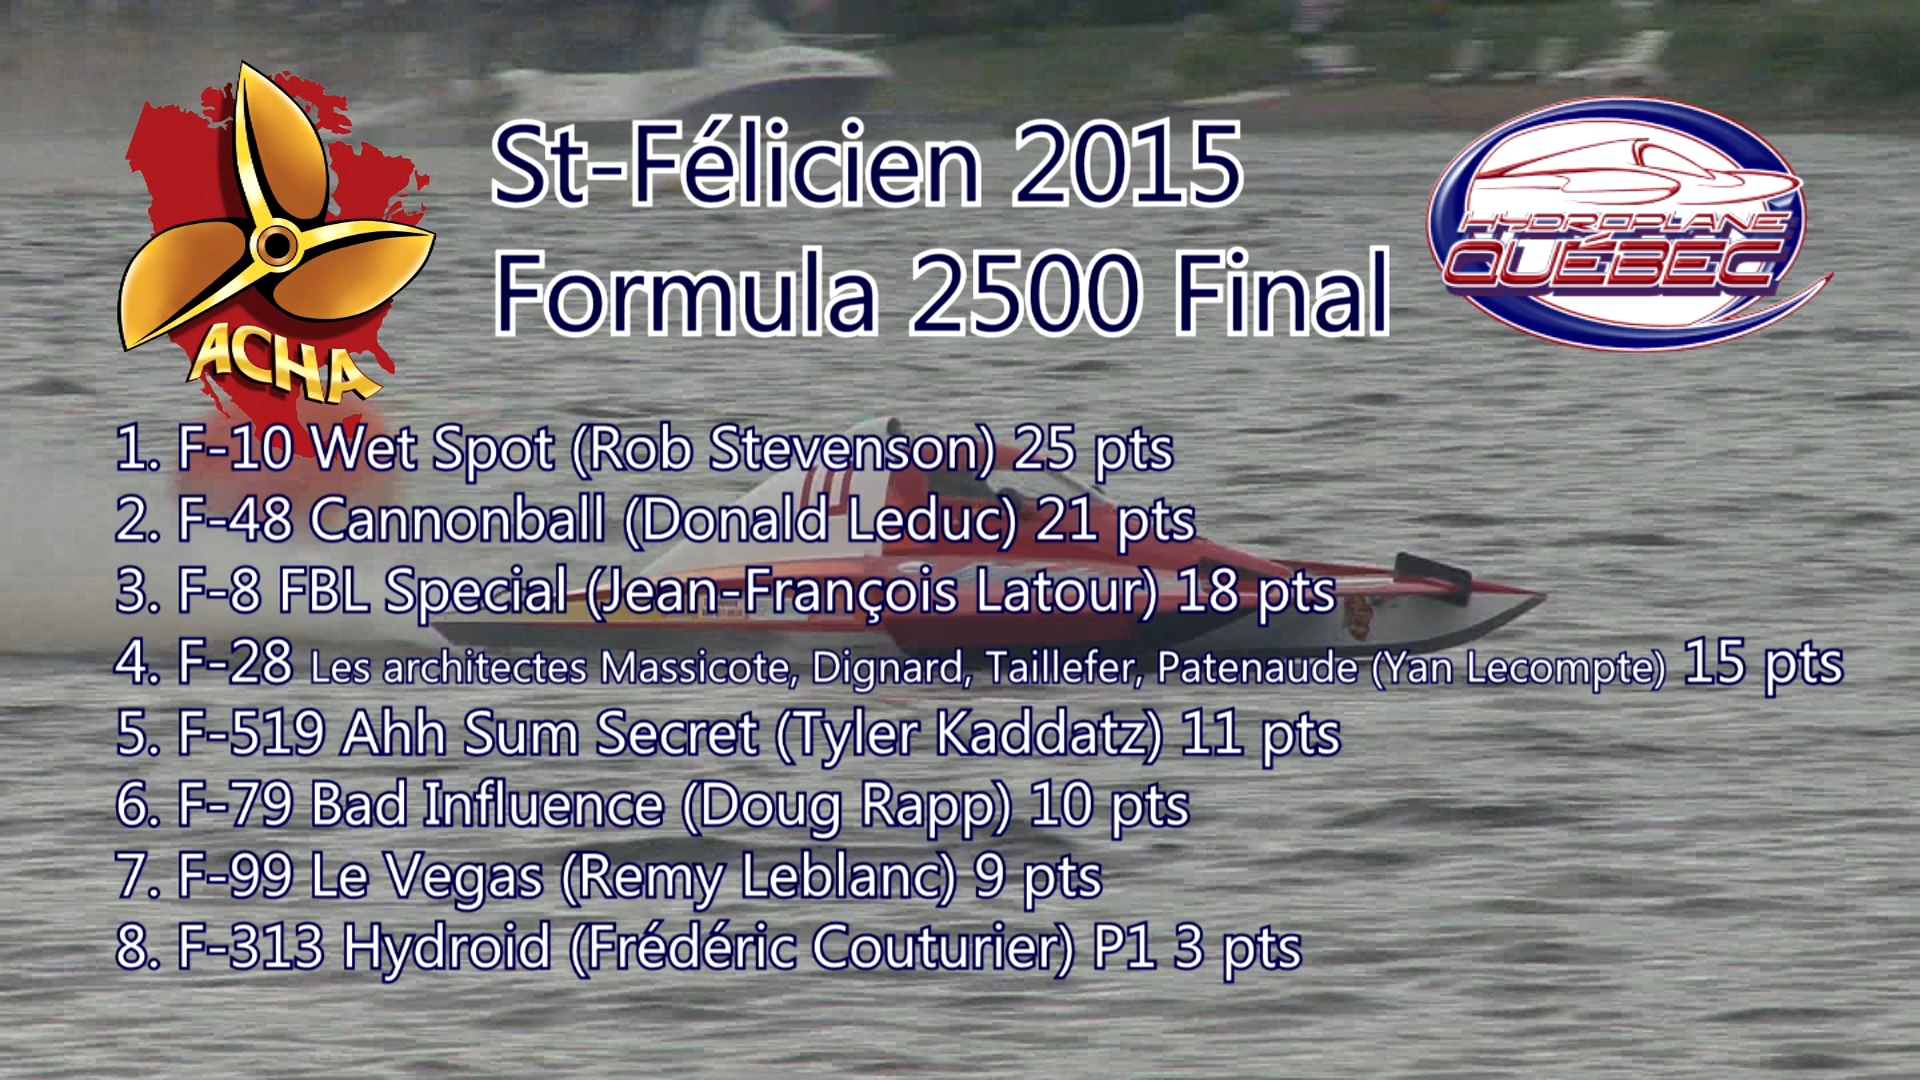 St-Félicien 2015
Formula 2500 Final
ACHA
HYDROPLANE
QUÉBEC
1. F-10 Wet Spot (Rob Stevenson) 25 pts
2. F-48 Cannonball (Donald Leduc) 21 pts
3. F-8 FBL Special (Jean-François Latour) 18 pts
4. F-28 Les architectes Massicote, Dignard, Taillefer, Patenaude (Yan Lecompte) 15 pts
5. F-519 Ahh Sum Secret (Tyler Kaddatz) 11 pts
6. F-79 Bad Influence (Doug Rapp) 10 pts
7. F-99 Le Vegas (Remy Leblanc) 9 pts
8. F-313 Hydroid (Frédéric Couturier) P1 3 pts